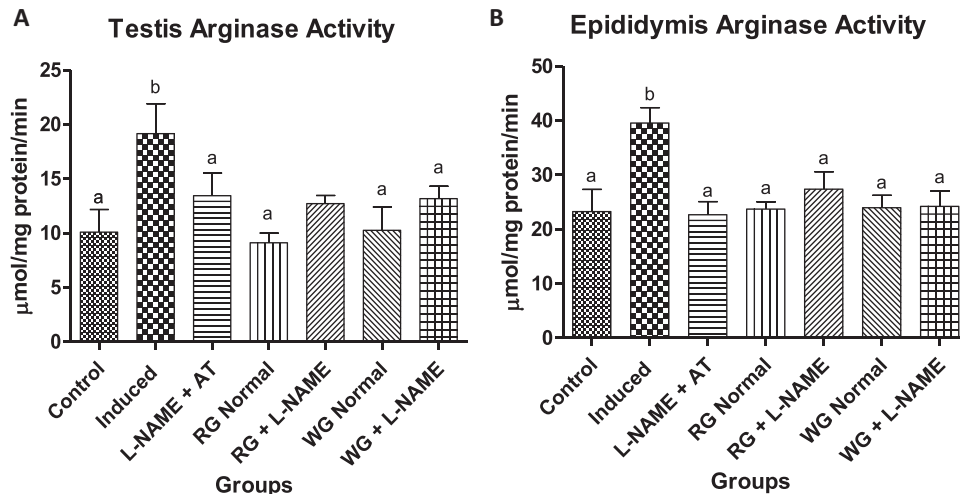 A
Testis Arginase Activity
μmol/mg protein/min
25
20
15
10
5
0
a
b
a
a
a
a
Control
Induced
L-NAME + AT
RG Normal
RG + L-NAME
WG Normal
WG + L-NAME
Groups
B
Epididymis Arginase Activity
μmol/mg protein/min
50
40
30
20
10
0
a
b
a
a
a
a
a
Control
Induced
L-NAME + AT
RG Normal
RG + L-NAME
WG Normal
WG + L-NAME
Groups